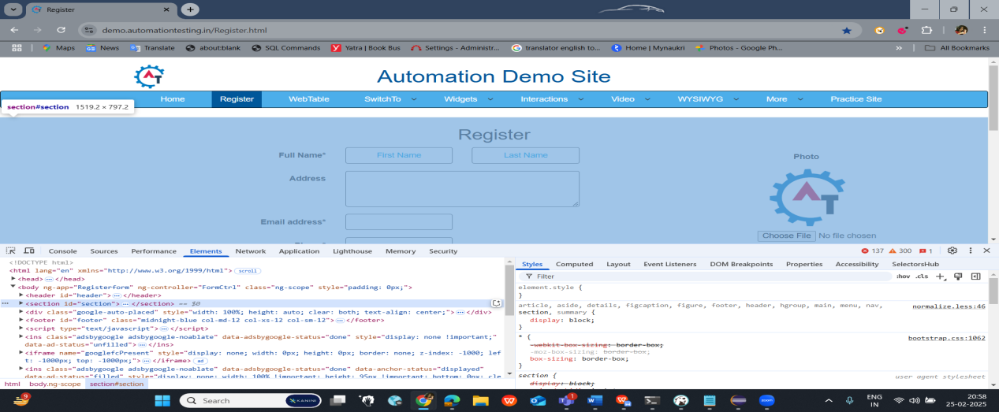 Register
demo.automationtesting.in/Register.html
Maps News Translate about:blank SQL Commands Yatra | Book Bus Settings - Administr... translator english to... Home | Mynaukri Photos - Google Ph... » All Bookmarks
AT Automation Demo Site
Home Register WebTable SwitchTo Widgets Interactions Video WYSIWYG More Practice Site
section#section 1519.2 × 797.2
Register
Full Name* First Name Last Name
Photo
Address
AT
Email address*
Choose File No file chosen
Console Sources Performance Elements Network Application Lighthouse Memory Security 137 300 1
<!DOCTYPE html>
<html lang="en" xmlns="http://www.w3.org/1999/html"> scroll
<head> ⋯ </head>
<body ng-app="Registerform" ng-controller="FormCtrl" class="ng-scope" style="padding: 0px;">
<header id="header"> ⋯ </header>
⋯ <section id="section"> ⋯ </section> == $0
<div class="google-auto-placed" style="width: 100%; height: auto; clear: both; text-align: center;"> ⋯ </div>
<footer id="footer" class="midnight-blue col-md-12 col-xs-12 col-sm-12"> ⋯ </footer>
<script type="text/javascript"> ⋯ </script>
<ins class="adsbygoogle adsbygoogle-noablate" data-adsbygoogle-status="done" style="display: none !important;"
data-ad-status="unfilled"> ⋯ </ins>
<iframe name="googlefcPresent" style="display: none; width: 0px; height: 0px; border: none; z-index: -1000; lef
t: -1000px; top: -1000px;"> ⋯ </iframe> ad
<ins class="adsbygoogle adsbygoogle-noablate" data-adsbygoogle-status="done" data-anchor-status="displayed"
data-ad-status="filled" style="display: none; width: 100% !important; height: 95px !important; bottom: 0px; cle
html body.ng-scope section#section
Styles Computed Layout Event Listeners DOM Breakpoints Properties Accessibility SelectorsHub
Filter :hov .cls
element.style {
}
article, aside, details, figcaption, figure, footer, header, hgroup, main, menu, nav, normalize.less:46
section, summary {
display: block;
}
* { bootstrap.css:1062
-webkit-box-sizing: border-box;
-moz-box-sizing: border-box;
box-sizing: border-box;
}
section { user agent stylesheet
display: block;
9 Search KANINI 1 ENG
IN 20:58
25-02-2025